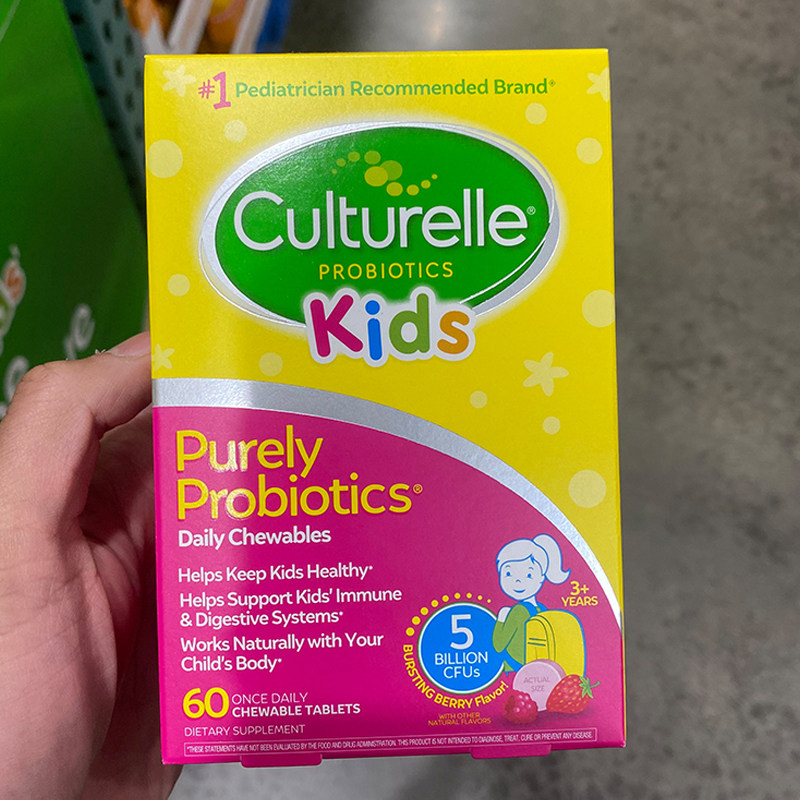 #1 Pediatrician Recommended Brand*
Culturelle®
PROBIOTICS
Kids
Purely
Probiotics®
Daily Chewables
Helps Keep Kids Healthy*
Helps Support Kids' Immune
& Digestive Systems*
Works Naturally with Your
Child's Body*
60 ONCE DAILY
CHEWABLE TABLETS
DIETARY SUPPLEMENT
3+
YEARS
5
BILLION
CFUs
BURSTING BERRY Flavor!
WITH OTHER
NATURAL FLAVORS
ACTUAL
SIZE
*THESE STATEMENTS HAVE NOT BEEN EVALUATED BY THE FOOD AND DRUG ADMINISTRATION. THIS PRODUCT IS NOT INTENDED TO DIAGNOSE, TREAT, CURE OR PREVENT ANY DISEASE.